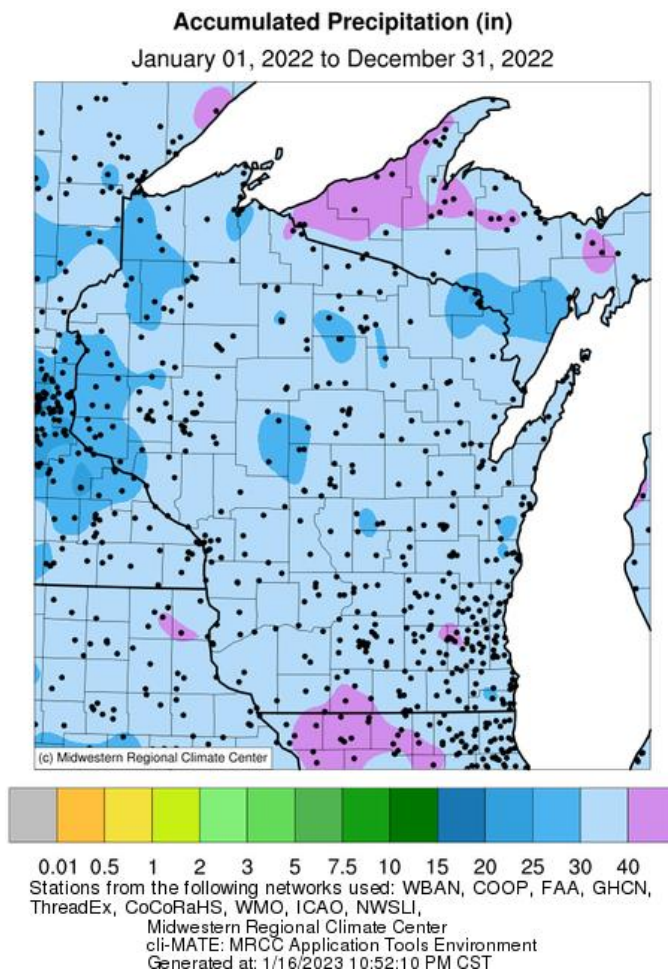 Accumulated Precipitation (in)
January 01, 2022 to December 31, 2022
(c) Midwestern Regional Climate Center
0.01 0.5 1 2 3 5 7.5 10 15 20 25 30 40
Stations from the following networks used: WBAN, COOP, FAA, GHCN,
ThreadEx, CoCoRaHS, WMO, ICAO, NWSLI,
Midwestern Regional Climate Center
cli-MATE: MRCC Application Tools Environment
Generated at: 1/16/2023 10:52:10 PM CST